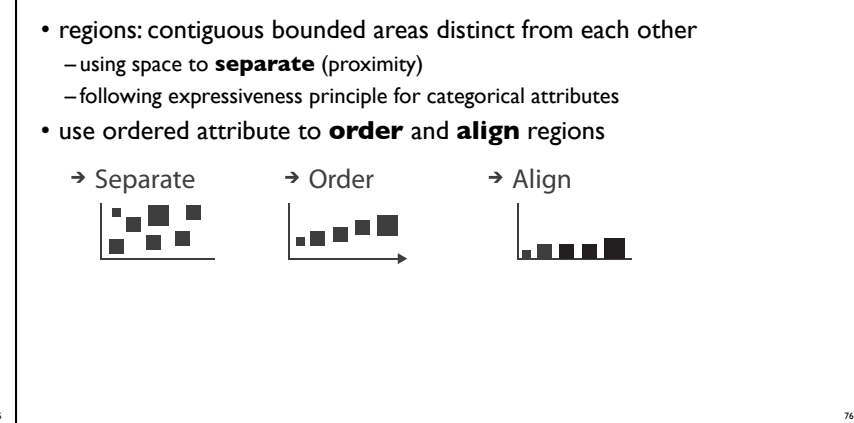 • regions: contiguous bounded areas distinct from each other
– using space to separate (proximity)
– following expressiveness principle for categorical attributes
• use ordered attribute to order and align regions
➔ Separate ➔ Order ➔ Align
76